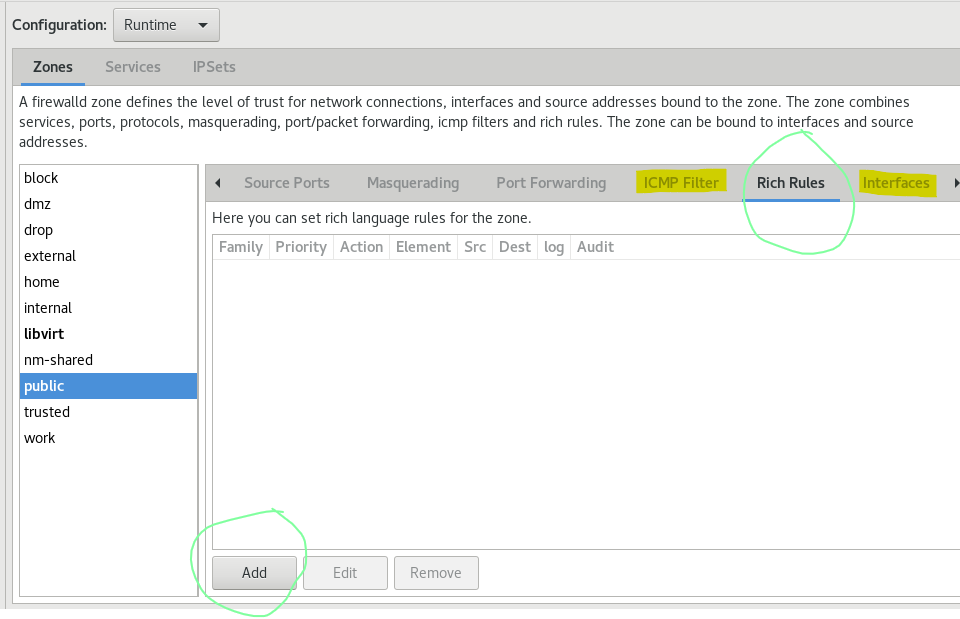 Configuration: Runtime
Zones Services IPSets
A firewalld zone defines the level of trust for network connections, interfaces and source addresses bound to the zone. The zone combines
services, ports, protocols, masquerading, port/packet forwarding, icmp filters and rich rules. The zone can be bound to interfaces and source
addresses.
block
dmz
drop
external
home
internal
libvirt
nm-shared
public
trusted
work
Source Ports Masquerading Port Forwarding ICMP Filter Rich Rules Interfaces
Here you can set rich language rules for the zone.
Family Priority Action Element Src Dest log Audit
Add Edit Remove